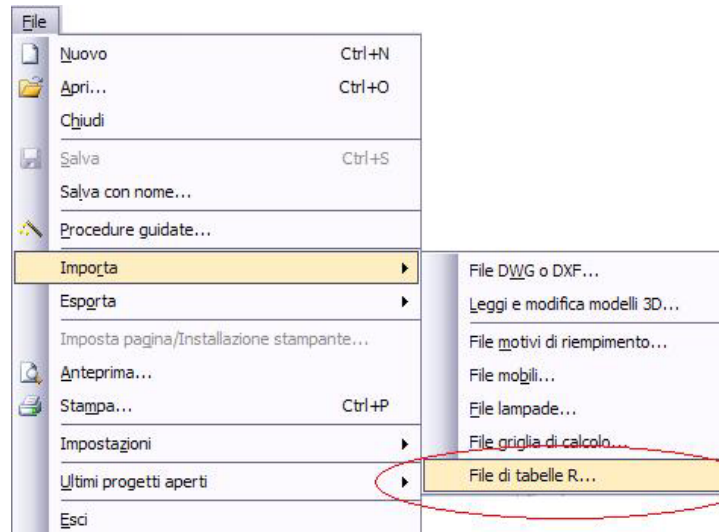 File
Nuovo Ctrl+N
Apri... Ctrl+O
Chiudi
Salva Ctrl+S
Salva con nome...
Procedure guidate...
Importa
Esporta
Imposta pagina/Installazione stampante...
Anteprima...
Stampa... Ctrl+P
Impostazioni
Ultimi progetti aperti
Esci
File DWG o DXF...
Leggi e modifica modelli 3D...
File motivi di riempimento...
File mobili...
File lampade...
File griglia di calcolo...
File di tabelle R...